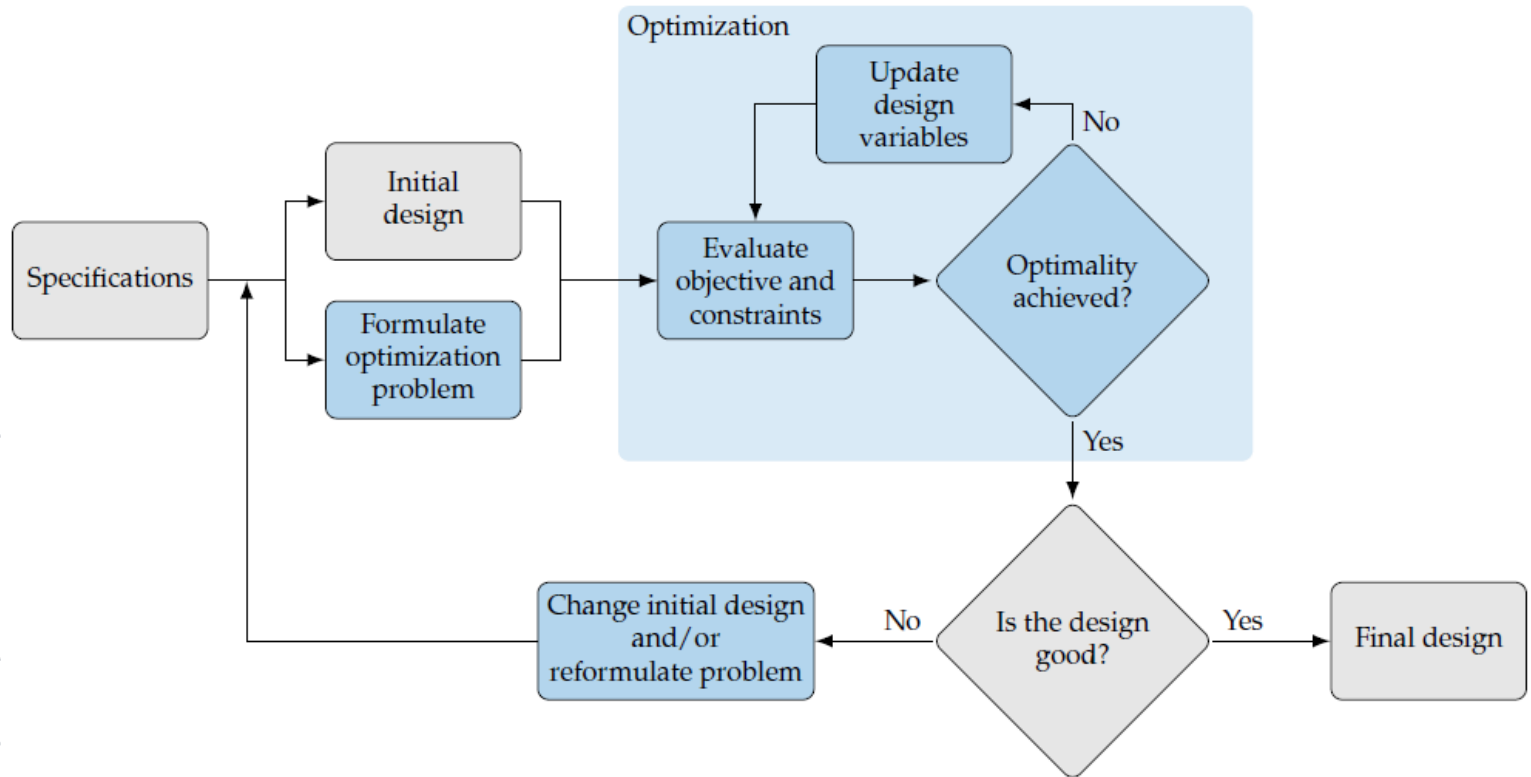 Optimization
Update
design
variables
No
Initial
design
Specifications
Evaluate
objective and
constraints
Optimality
achieved?
Formulate
optimization
problem
Yes
Change initial design
and/or
reformulate problem
No
Is the design
good?
Yes
Final design